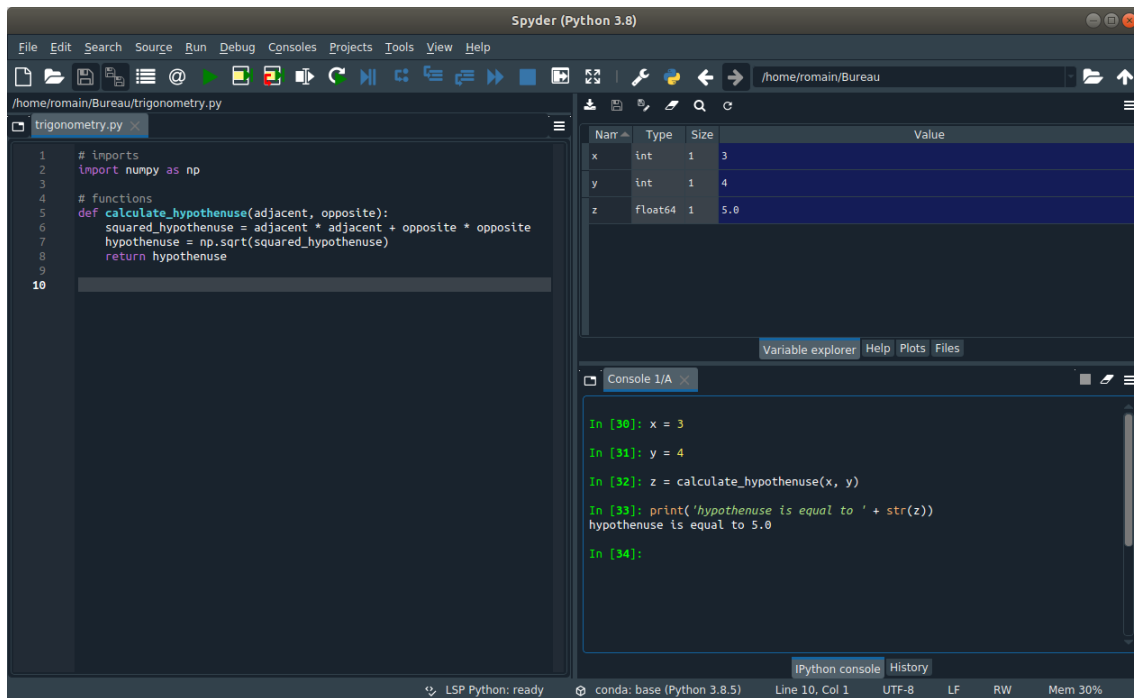 Spyder (Python 3.8)
File Edit Search Source Run Debug Consoles Projects Tools View Help
/home/romain/Bureau
/home/romain/Bureau/trigonometry.py
trigonometry.py
1 # imports
2 import numpy as np
3
4 # functions
5 def calculate_hypothenuse(adjacent, opposite):
6 squared_hypothenuse = adjacent * adjacent + opposite * opposite
7 hypothenuse = np.sqrt(squared_hypothenuse)
8 return hypothenuse
9
10
Nam Type Size Value
x int 1 3
y int 1 4
z float64 1 5.0
Variable explorer Help Plots Files
Console 1/A
In [30]: x = 3
In [31]: y = 4
In [32]: z = calculate_hypothenuse(x, y)
In [33]: print('hypothenuse is equal to ' + str(z))
hypothenuse is equal to 5.0
In [34]:
IPython console History
LSP Python: ready conda: base (Python 3.8.5) Line 10, Col 1 UTF-8 LF RW Mem 30%